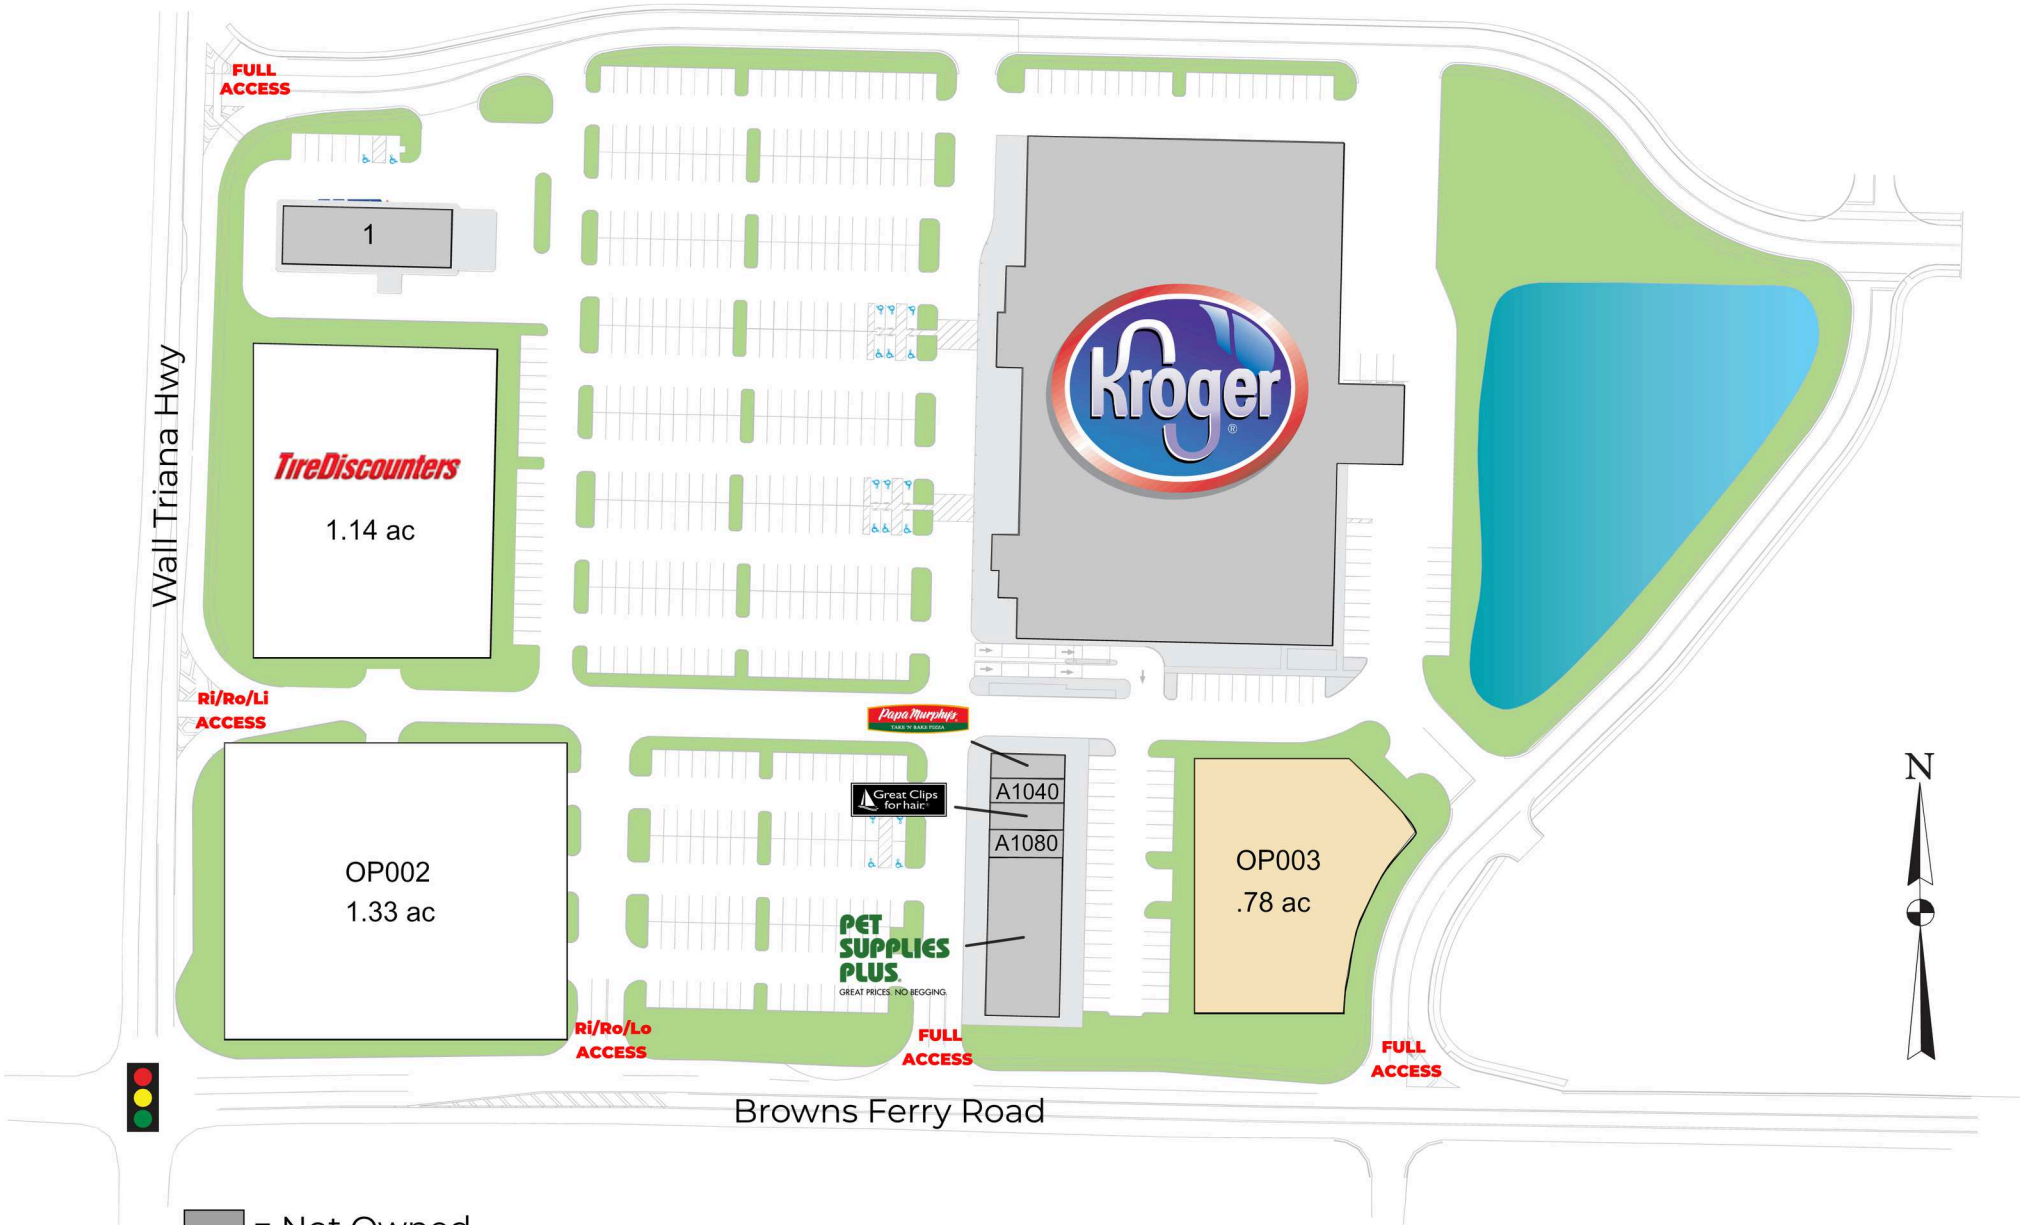 FULL
ACCESS
1
Kroger
®
Wall Triana Hwy
TireDiscounters
1.14 ac
Ri/Ro/Li
ACCESS
Papa Murphy's
TAKE 'N' BAKE PIZZA
A1040
Great Clips
for hair.®
A1080
OP002
1.33 ac
OP003
.78 ac
PET
SUPPLIES
PLUS.
GREAT PRICES. NO BEGGING.
N
Ri/Ro/Lo
ACCESS
FULL
ACCESS
FULL
ACCESS
Browns Ferry Road
= Not Owned